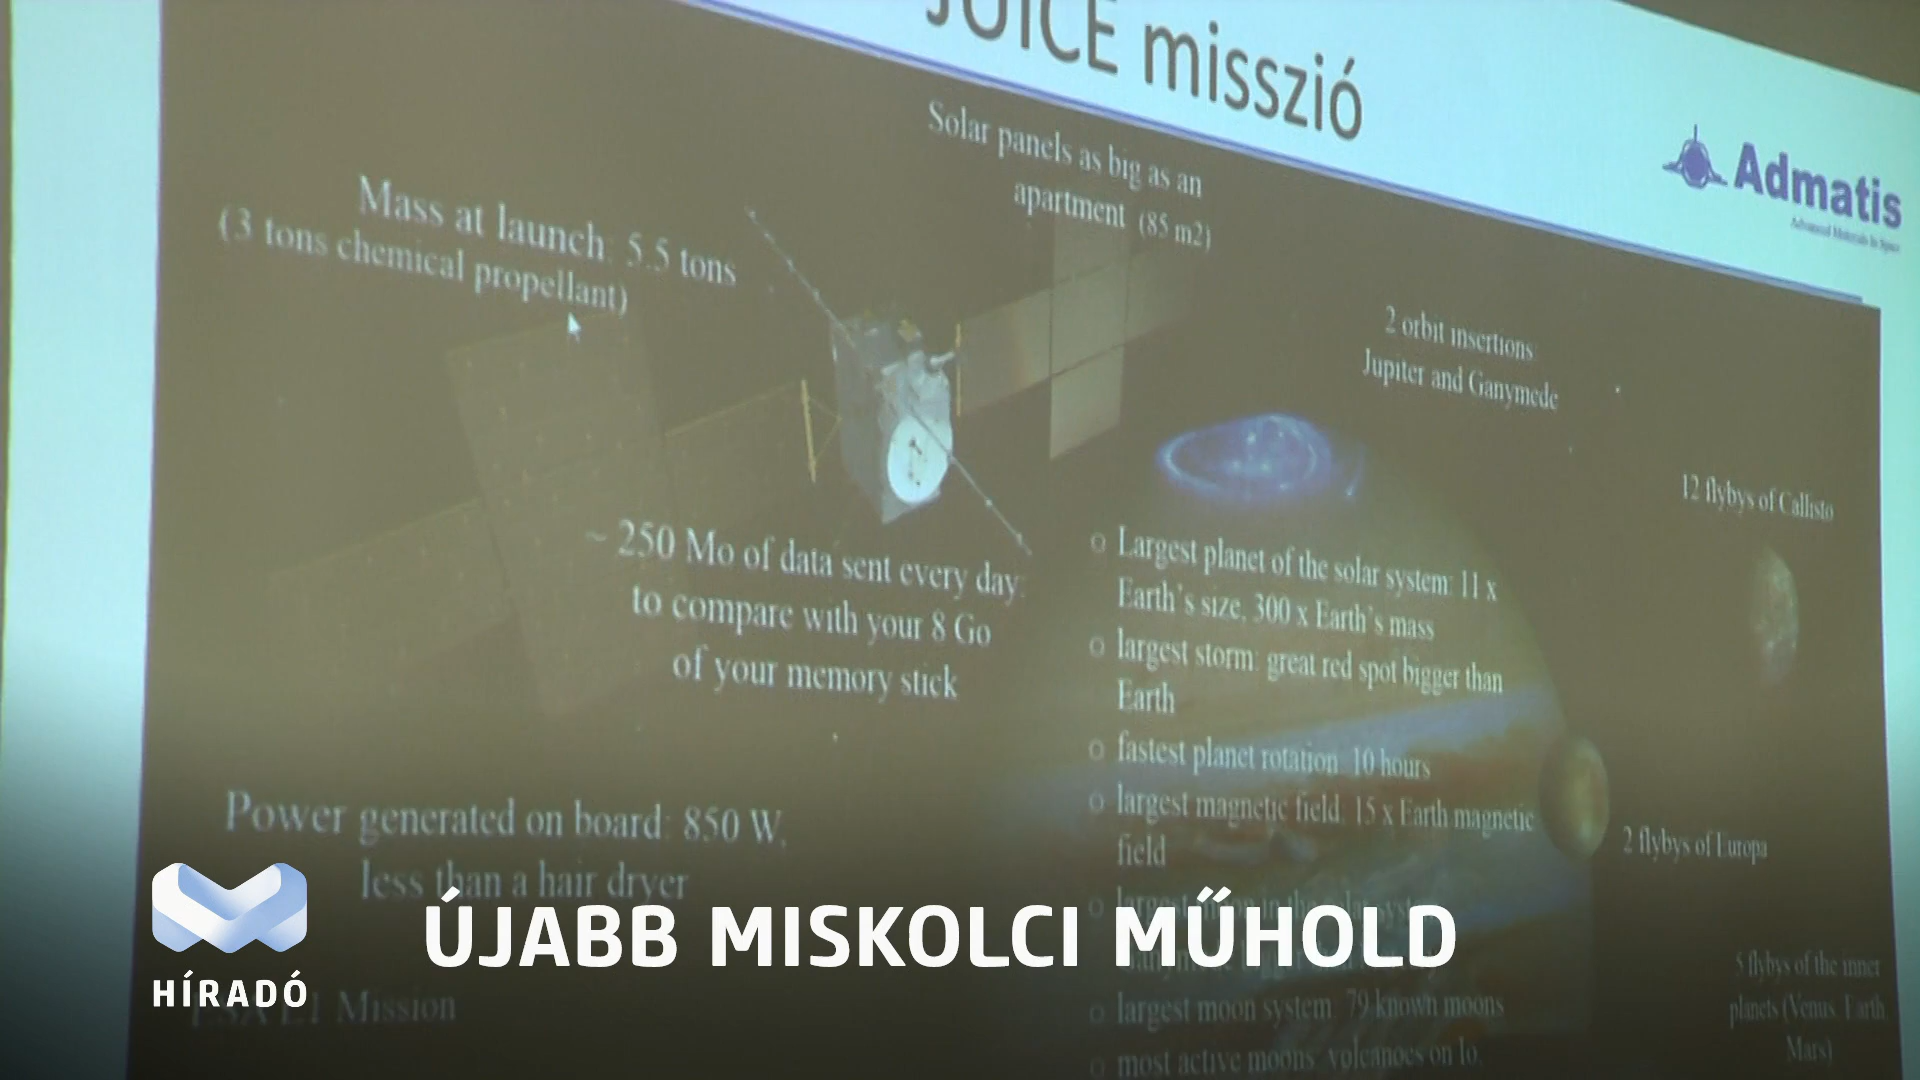 JUICE misszió
Admatis
Advanced Materials In Space
Solar panels as big as an
apartment (85 m2)
Mass at launch: 5.5 tons
(3 tons chemical propellant)
2 orbit insertions
Jupiter and Ganymede
12 flybys of Callisto
~ 250 Mo of data sent every day:
to compare with your 8 Go
of your memory stick
o Largest planet of the solar system: 11 x
Earth's size, 300 x Earth's mass
o largest storm: great red spot bigger than
Earth
o fastest planet rotation: 10 hours
o largest magnetic field: 15 x Earth magnetic
field
o largest moon in the solar system
o largest moon system: 79 known moons
o most active moons: volcanoes on Io,
Power generated on board: 850 W,
less than a hair dryer
2 flybys of Europa
5 flybys of the inner
planets (Venus, Earth,
Mars)
Mission
HÍRADÓ
ÚJABB MISKOLCI MŰHOLD